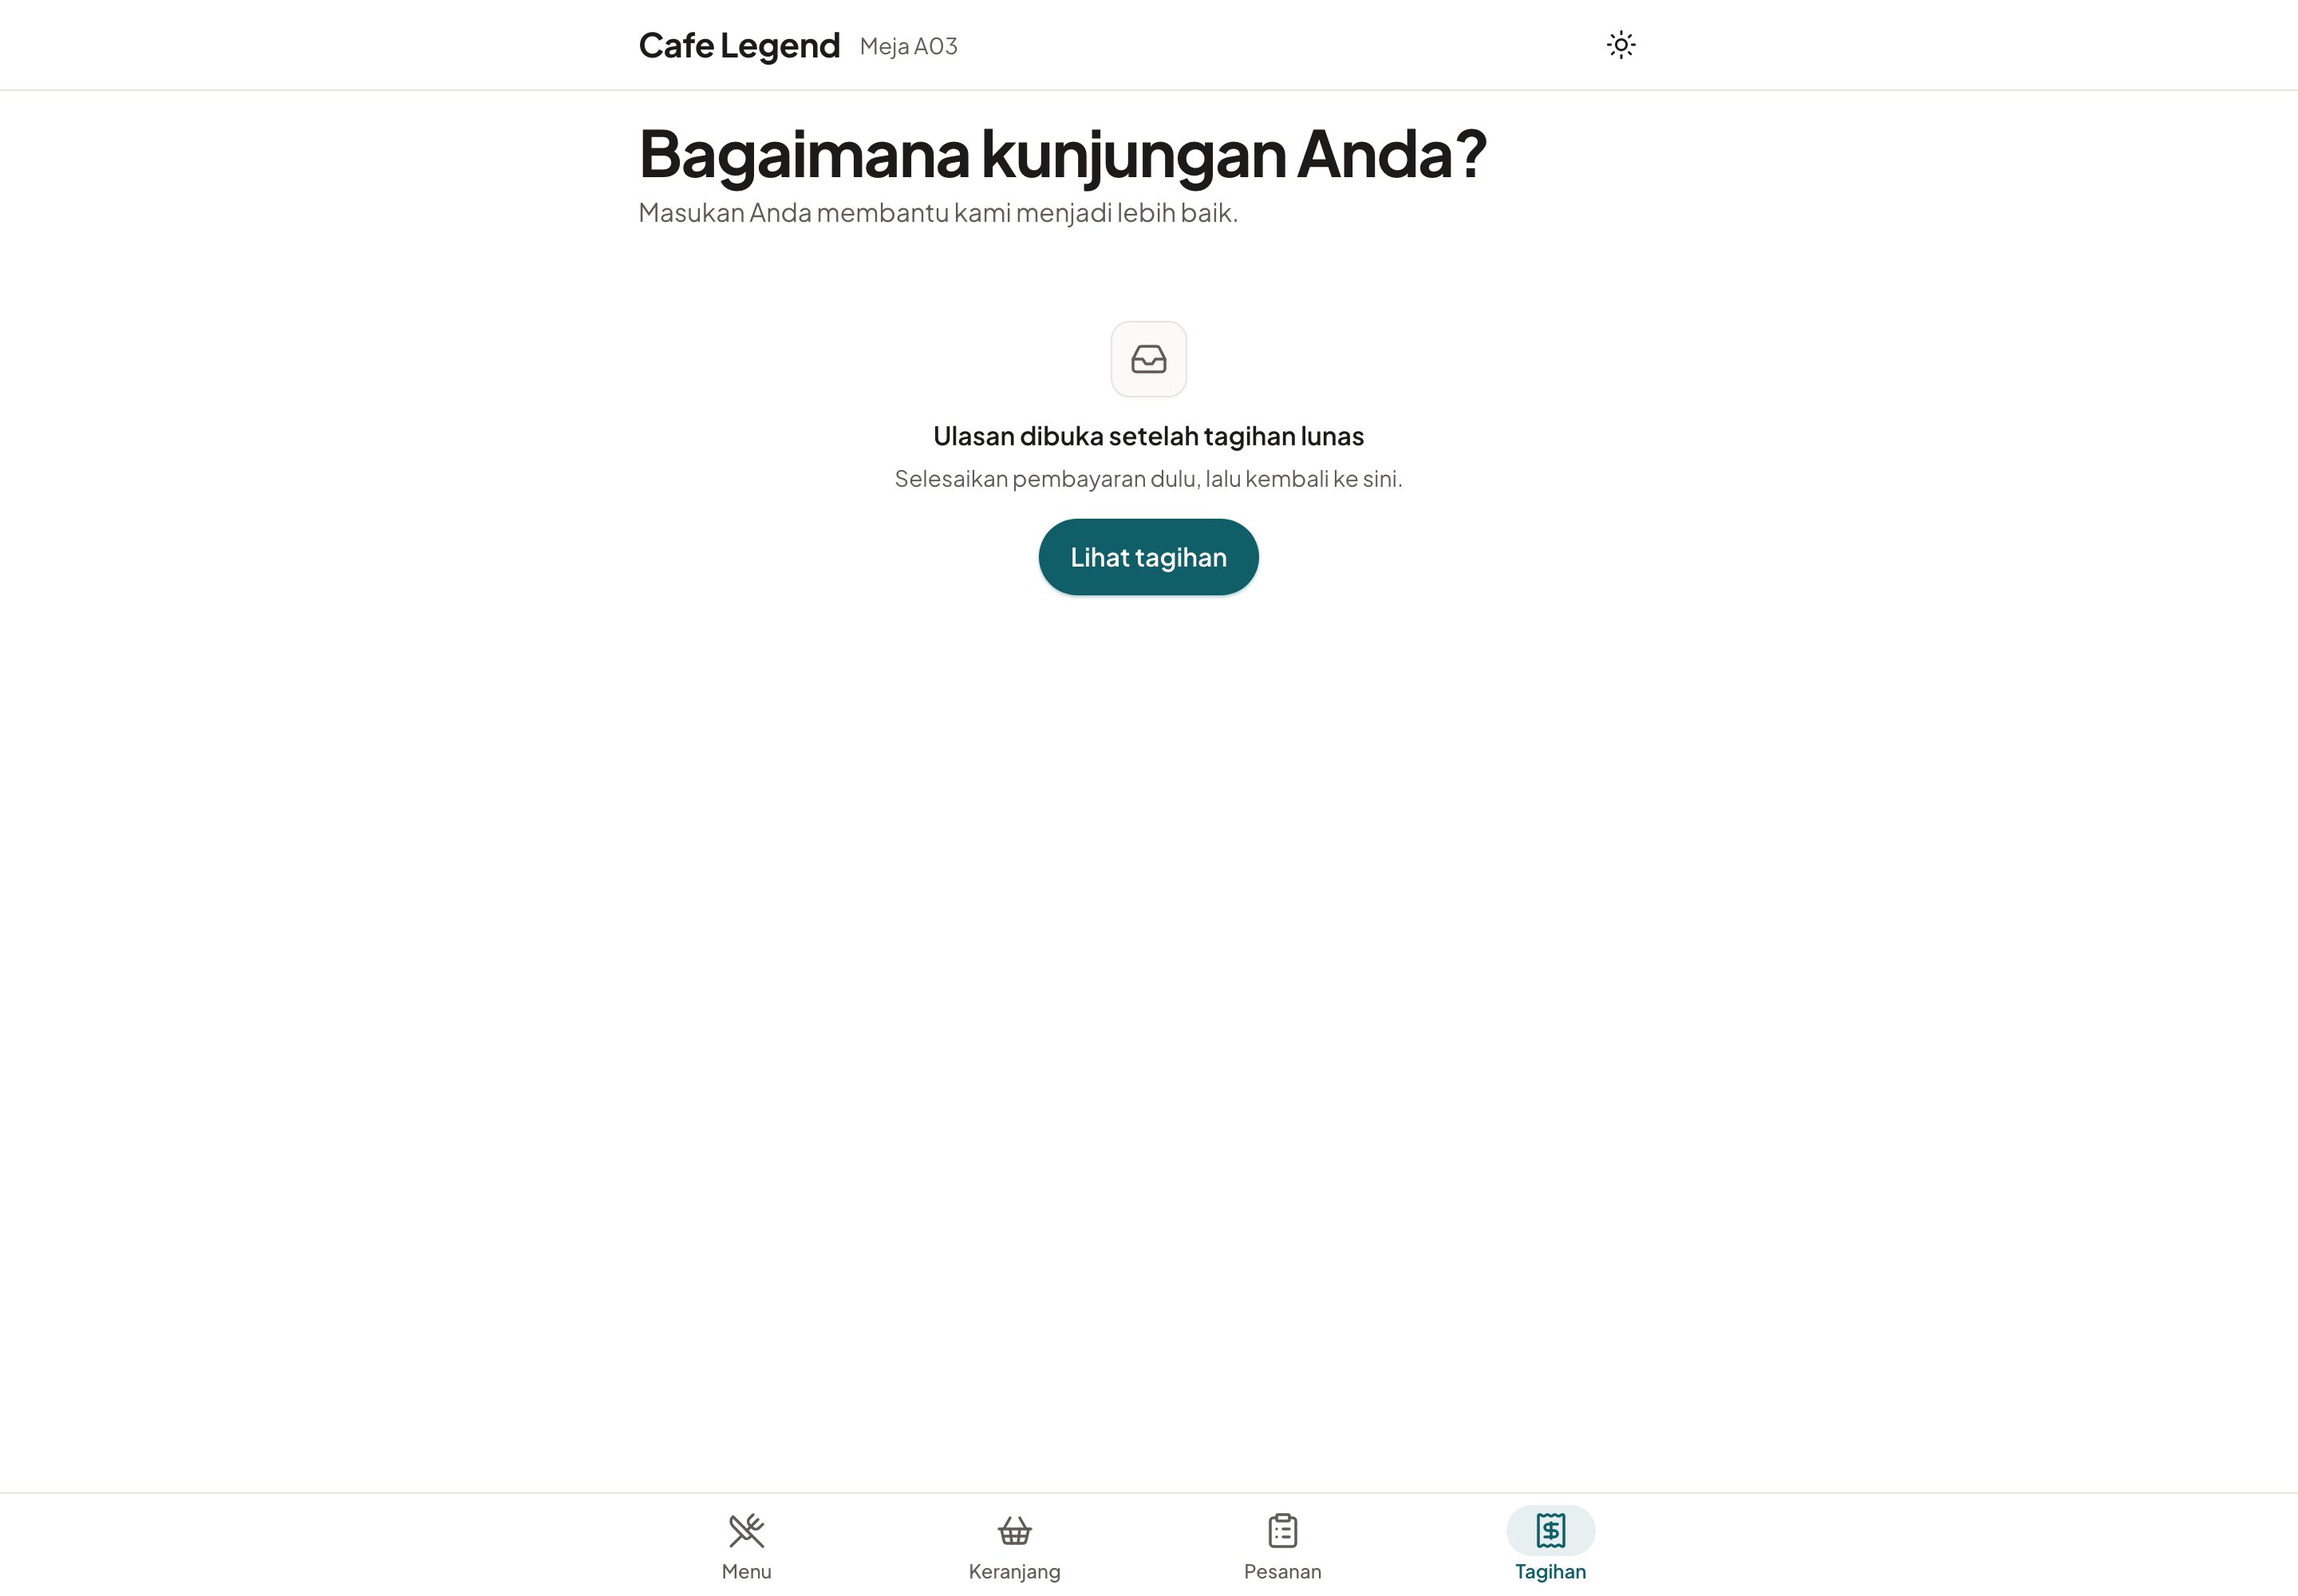 Cafe Legend Meja A03
Bagaimana kunjungan Anda?
Masukan Anda membantu kami menjadi lebih baik.
Ulasan dibuka setelah tagihan lunas
Selesaikan pembayaran dulu, lalu kembali ke sini.
Lihat tagihan
Menu Keranjang Pesanan Tagihan